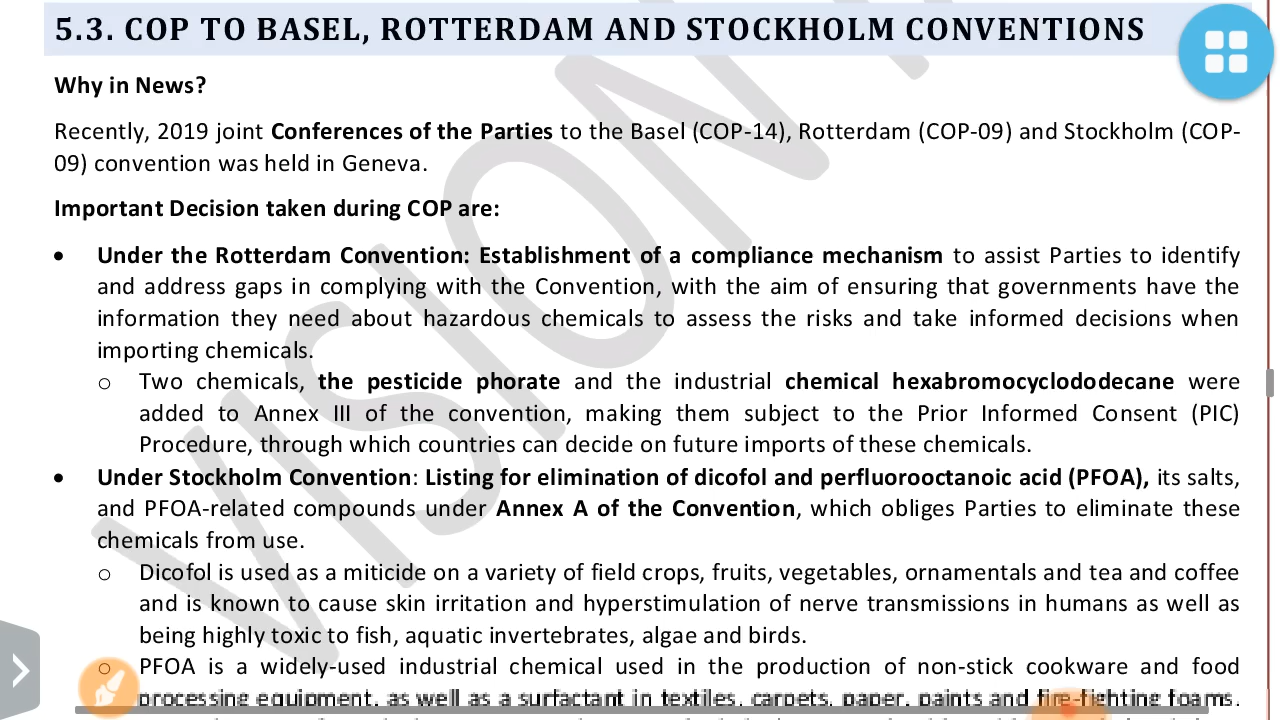 5.3. COP TO BASEL, ROTTERDAM AND STOCKHOLM CONVENTIONS
Why in News?
Recently, 2019 joint Conferences of the Parties to the Basel (COP-14), Rotterdam (COP-09) and Stockholm (COP-
09) convention was held in Geneva.
Important Decision taken during COP are:
• Under the Rotterdam Convention: Establishment of a compliance mechanism to assist Parties to identify
and address gaps in complying with the Convention, with the aim of ensuring that governments have the
information they need about hazardous chemicals to assess the risks and take informed decisions when
importing chemicals.
o Two chemicals, the pesticide phorate and the industrial chemical hexabromocyclododecane were
added to Annex III of the convention, making them subject to the Prior Informed Consent (PIC)
Procedure, through which countries can decide on future imports of these chemicals.
• Under Stockholm Convention: Listing for elimination of dicofol and perfluorooctanoic acid (PFOA), its salts,
and PFOA-related compounds under Annex A of the Convention, which obliges Parties to eliminate these
chemicals from use.
o Dicofol is used as a miticide on a variety of field crops, fruits, vegetables, ornamentals and tea and coffee
and is known to cause skin irritation and hyperstimulation of nerve transmissions in humans as well as
being highly toxic to fish, aquatic invertebrates, algae and birds.
o PFOA is a widely-used industrial chemical used in the production of non-stick cookware and food
processing equipment, as well as a surfactant in textiles, carpets, paper, paints and fire-fighting foams.
VISION